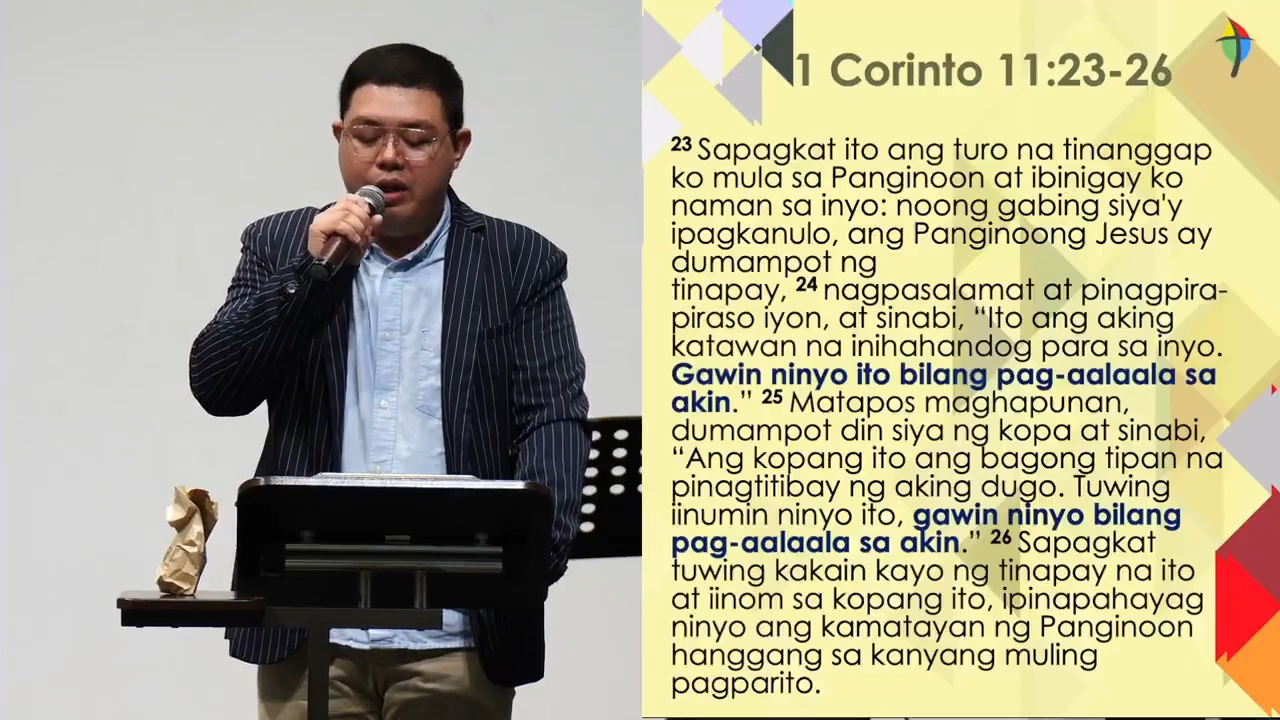 1 Corinto 11:23-26
23 Sapagkat ito ang turo na tinanggap
ko mula sa Panginoon at ibinigay ko
naman sa inyo: noong gabing siya'y
ipagkanulo, ang Panginoong Jesus ay
dumampot ng
tinapay, 24 nagpasalamat at pinagpira-
piraso iyon, at sinabi, “Ito ang aking
katawan na inihahandog para sa inyo.
Gawin ninyo ito bilang pag-aalaala sa
akin.” 25 Matapos maghapunan,
dumampot din siya ng kopa at sinabi,
“Ang kopang ito ang bagong tipan na
pinagtitibay ng aking dugo. Tuwing
iinumin ninyo ito, gawin ninyo bilang
pag-aalaala sa akin.” 26 Sapagkat
tuwing kakain kayo ng tinapay na ito
at iinom sa kopang ito, ipinapahayag
ninyo ang kamatayan ng Panginoon
hanggang sa kanyang muling
pagparito.